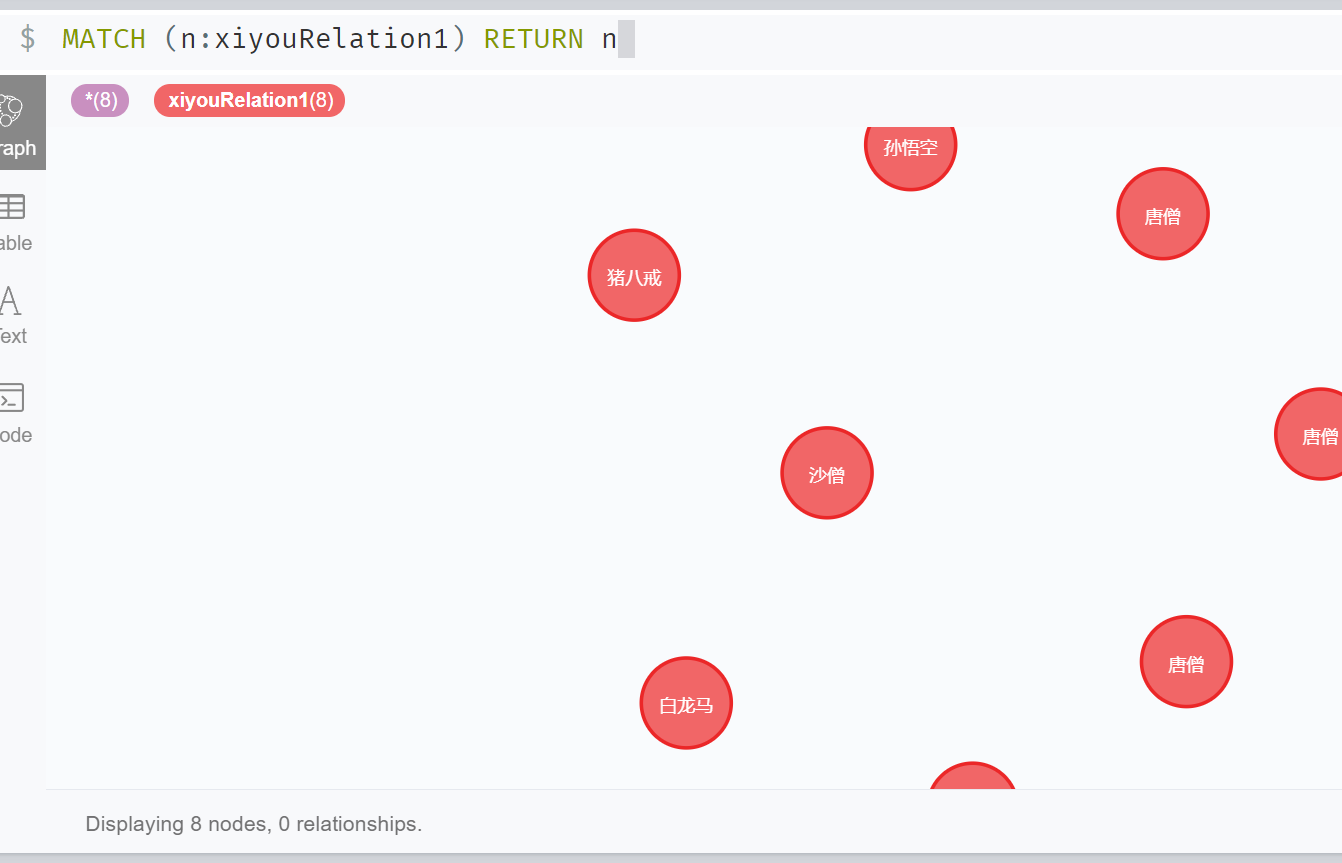 $ MATCH (n:xiyouRelation1) RETURN n
*(8) xiyouRelation1(8)
raph
able
Text
ode
孙悟空
唐僧
猪八戒
唐僧
沙僧
唐僧
白龙马
Displaying 8 nodes, 0 relationships.